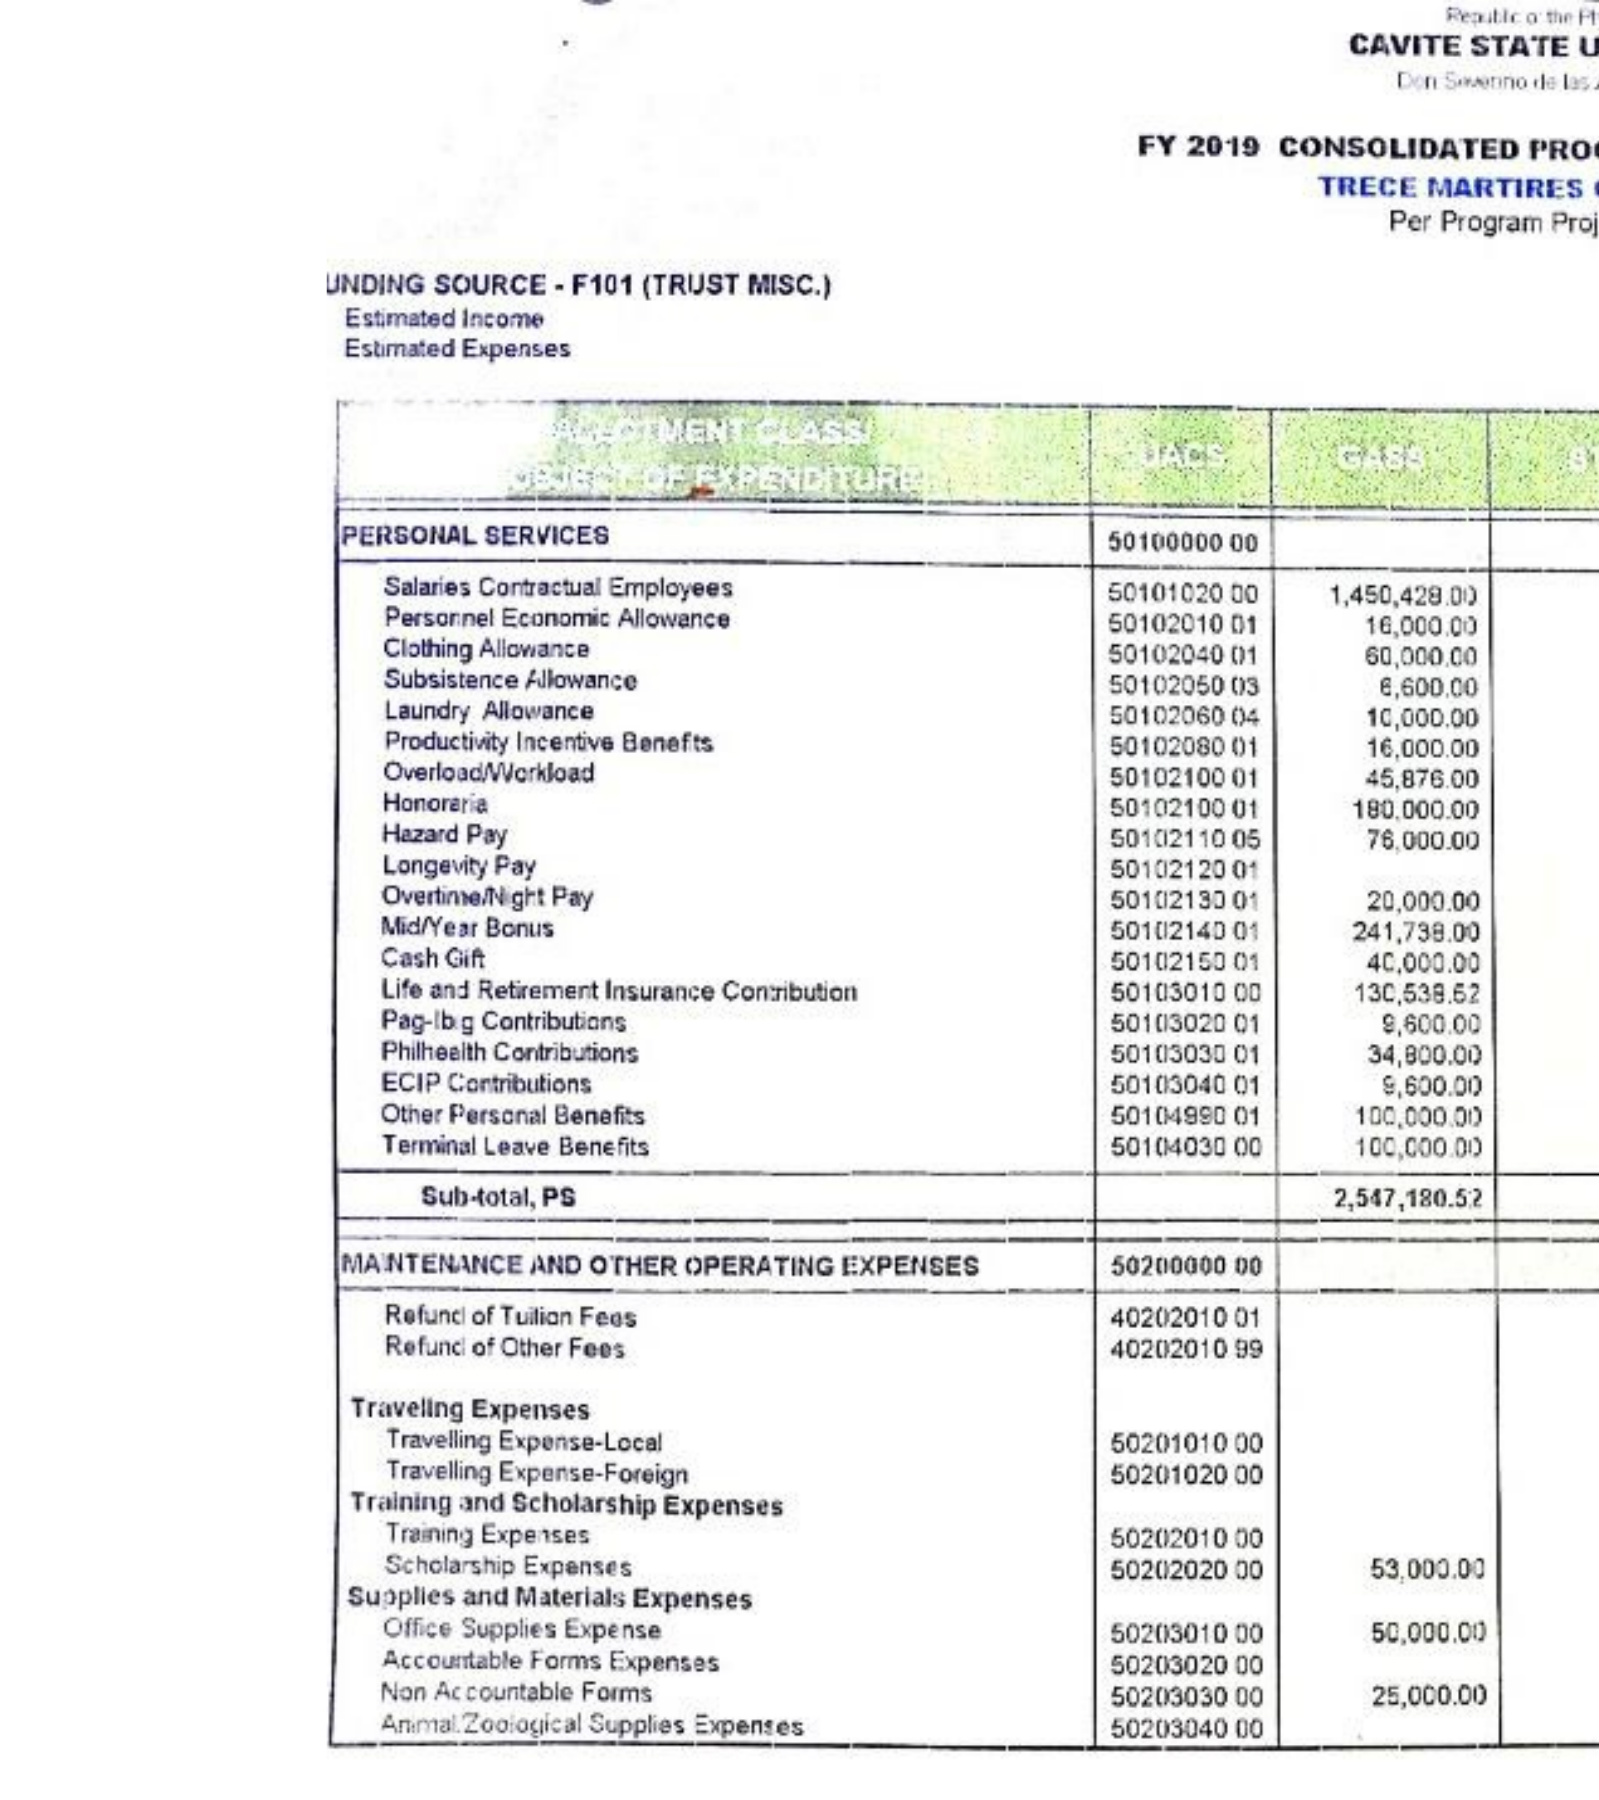 Republic of the Ph
CAVITE STATE U
Don Severino de las A
FY 2019 CONSOLIDATED PROG
TRECE MARTIRES C
Per Program Proj
UNDING SOURCE - F101 (TRUST MISC.)
Estimated Income
Estimated Expenses
ALLOTMENT CLASS/
OBJECT OF EXPENDITURE
UACS GASS ST
PERSONAL SERVICES 50100000 00
Salaries Contractual Employees 50101020 00 1,450,428.00
Personnel Economic Allowance 50102010 01 16,000.00
Clothing Allowance 50102040 01 60,000.00
Subsistence Allowance 50102050 03 6,600.00
Laundry Allowance 50102060 04 10,000.00
Productivity Incentive Benefits 50102080 01 16,000.00
Overload/Workload 50102100 01 45,876.00
Honoraria 50102100 01 180,000.00
Hazard Pay 50102110 05 76,000.00
Longevity Pay 50102120 01
Overtime/Night Pay 50102130 01 20,000.00
Mid/Year Bonus 50102140 01 241,738.00
Cash Gift 50102150 01 40,000.00
Life and Retirement Insurance Contribution 50103010 00 130,538.52
Pag-Ibig Contributions 50103020 01 9,600.00
Philhealth Contributions 50103030 01 34,800.00
ECIP Contributions 50103040 01 9,600.00
Other Personal Benefits 50104990 01 100,000.00
Terminal Leave Benefits 50104030 00 100,000.00
Sub-total, PS 2,547,180.52
MAINTENANCE AND OTHER OPERATING EXPENSES 50200000 00
Refund of Tuition Fees 40202010 01
Refund of Other Fees 40202010 99
Traveling Expenses
Travelling Expense-Local 50201010 00
Travelling Expense-Foreign 50201020 00
Training and Scholarship Expenses
Training Expenses 50202010 00
Scholarship Expenses 50202020 00 53,000.00
Supplies and Materials Expenses
Office Supplies Expense 50203010 00 50,000.00
Accountable Forms Expenses 50203020 00
Non Accountable Forms 50203030 00 25,000.00
Animal/Zoological Supplies Expenses 50203040 00